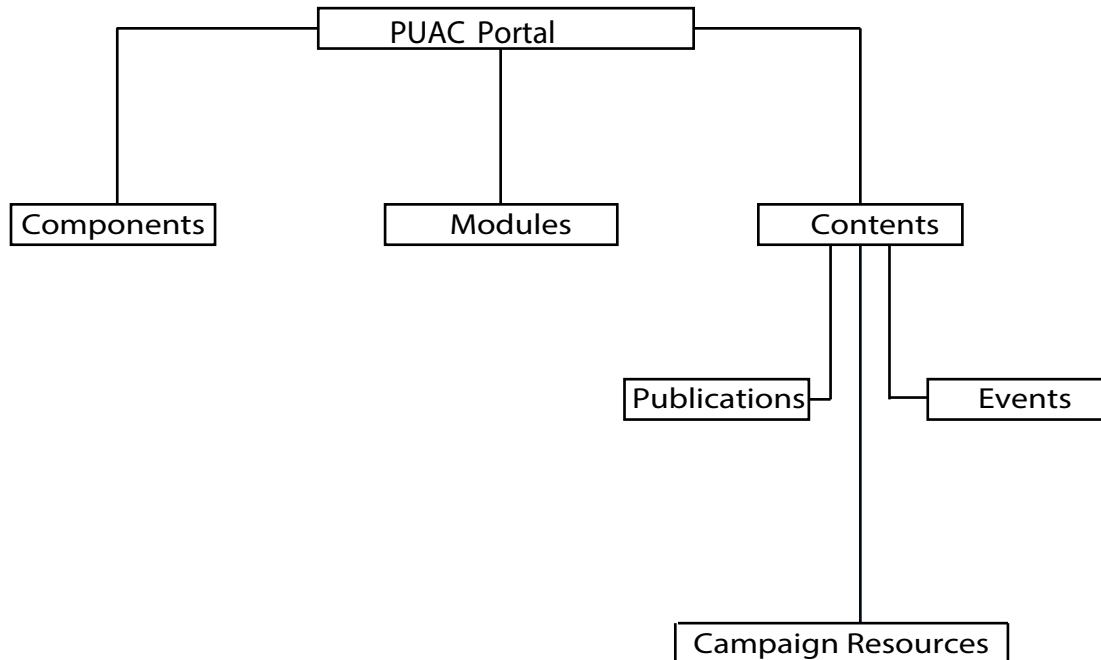 PUAC Portal
Components
Modules
Contents
Publications
Events
Campaign Resources